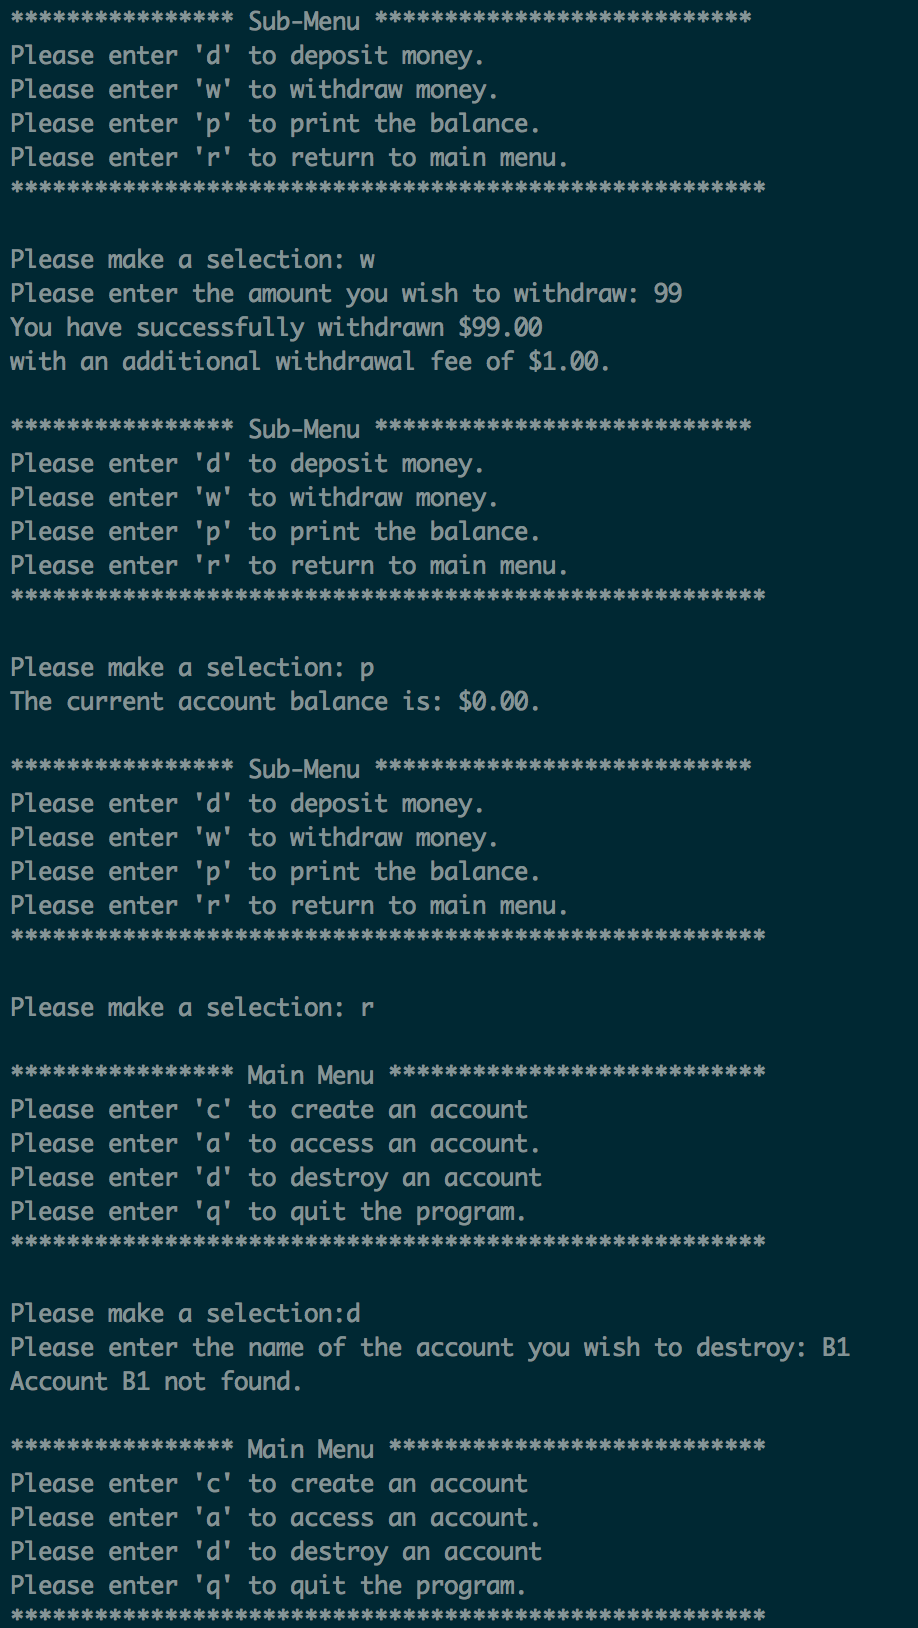 **************** Sub-Menu ***************************
Please enter 'd' to deposit money.
Please enter 'w' to withdraw money.
Please enter 'p' to print the balance.
Please enter 'r' to return to main menu.
******************************************************

Please make a selection: w
Please enter the amount you wish to withdraw: 99
You have successfully withdrawn $99.00
with an additional withdrawal fee of $1.00.

**************** Sub-Menu ***************************
Please enter 'd' to deposit money.
Please enter 'w' to withdraw money.
Please enter 'p' to print the balance.
Please enter 'r' to return to main menu.
******************************************************

Please make a selection: p
The current account balance is: $0.00.

**************** Sub-Menu ***************************
Please enter 'd' to deposit money.
Please enter 'w' to withdraw money.
Please enter 'p' to print the balance.
Please enter 'r' to return to main menu.
******************************************************

Please make a selection: r

**************** Main Menu ***************************
Please enter 'c' to create an account
Please enter 'a' to access an account.
Please enter 'd' to destroy an account
Please enter 'q' to quit the program.
******************************************************

Please make a selection:d
Please enter the name of the account you wish to destroy: B1
Account B1 not found.

**************** Main Menu ***************************
Please enter 'c' to create an account
Please enter 'a' to access an account.
Please enter 'd' to destroy an account
Please enter 'q' to quit the program.
******************************************************